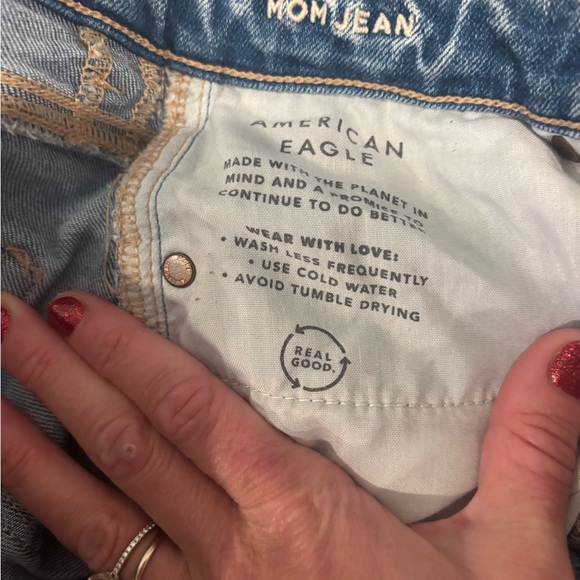 MOM JEAN
AMERICAN
EAGLE
MADE WITH THE PLANET IN
MIND AND A PROMISE TO
CONTINUE TO DO BETTER
WEAR WITH LOVE:
• WASH LESS FREQUENTLY
• USE COLD WATER
• AVOID TUMBLE DRYING
REAL
GOOD.